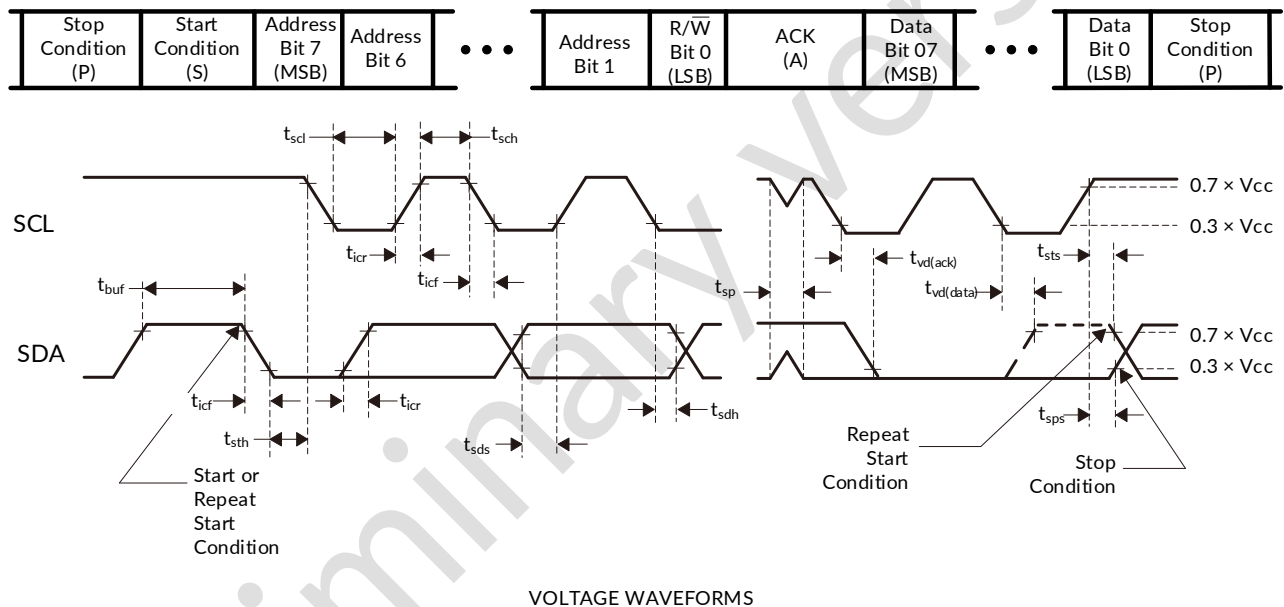 Stop
Condition
(P)
Start
Condition
(S)
Address
Bit 7
(MSB)
Address
Bit 6
• • •
Address
Bit 1
R/W̅
Bit 0
(LSB)
ACK
(A)
Data
Bit 07
(MSB)
• • •
Data
Bit 0
(LSB)
Stop
Condition
(P)
tscl
tsch
0.7 × Vcc
SCL
0.3 × Vcc
ticr
ticf
tvd(ack)
tsts
tbuf
tsp
tvd(data)
SDA
0.7 × Vcc
0.3 × Vcc
ticf
ticr
tsdh
tsps
tsth
tsds
Repeat
Start
Condition
Stop
Condition
Start or
Repeat
Start
Condition
VOLTAGE WAVEFORMS
iminary vers